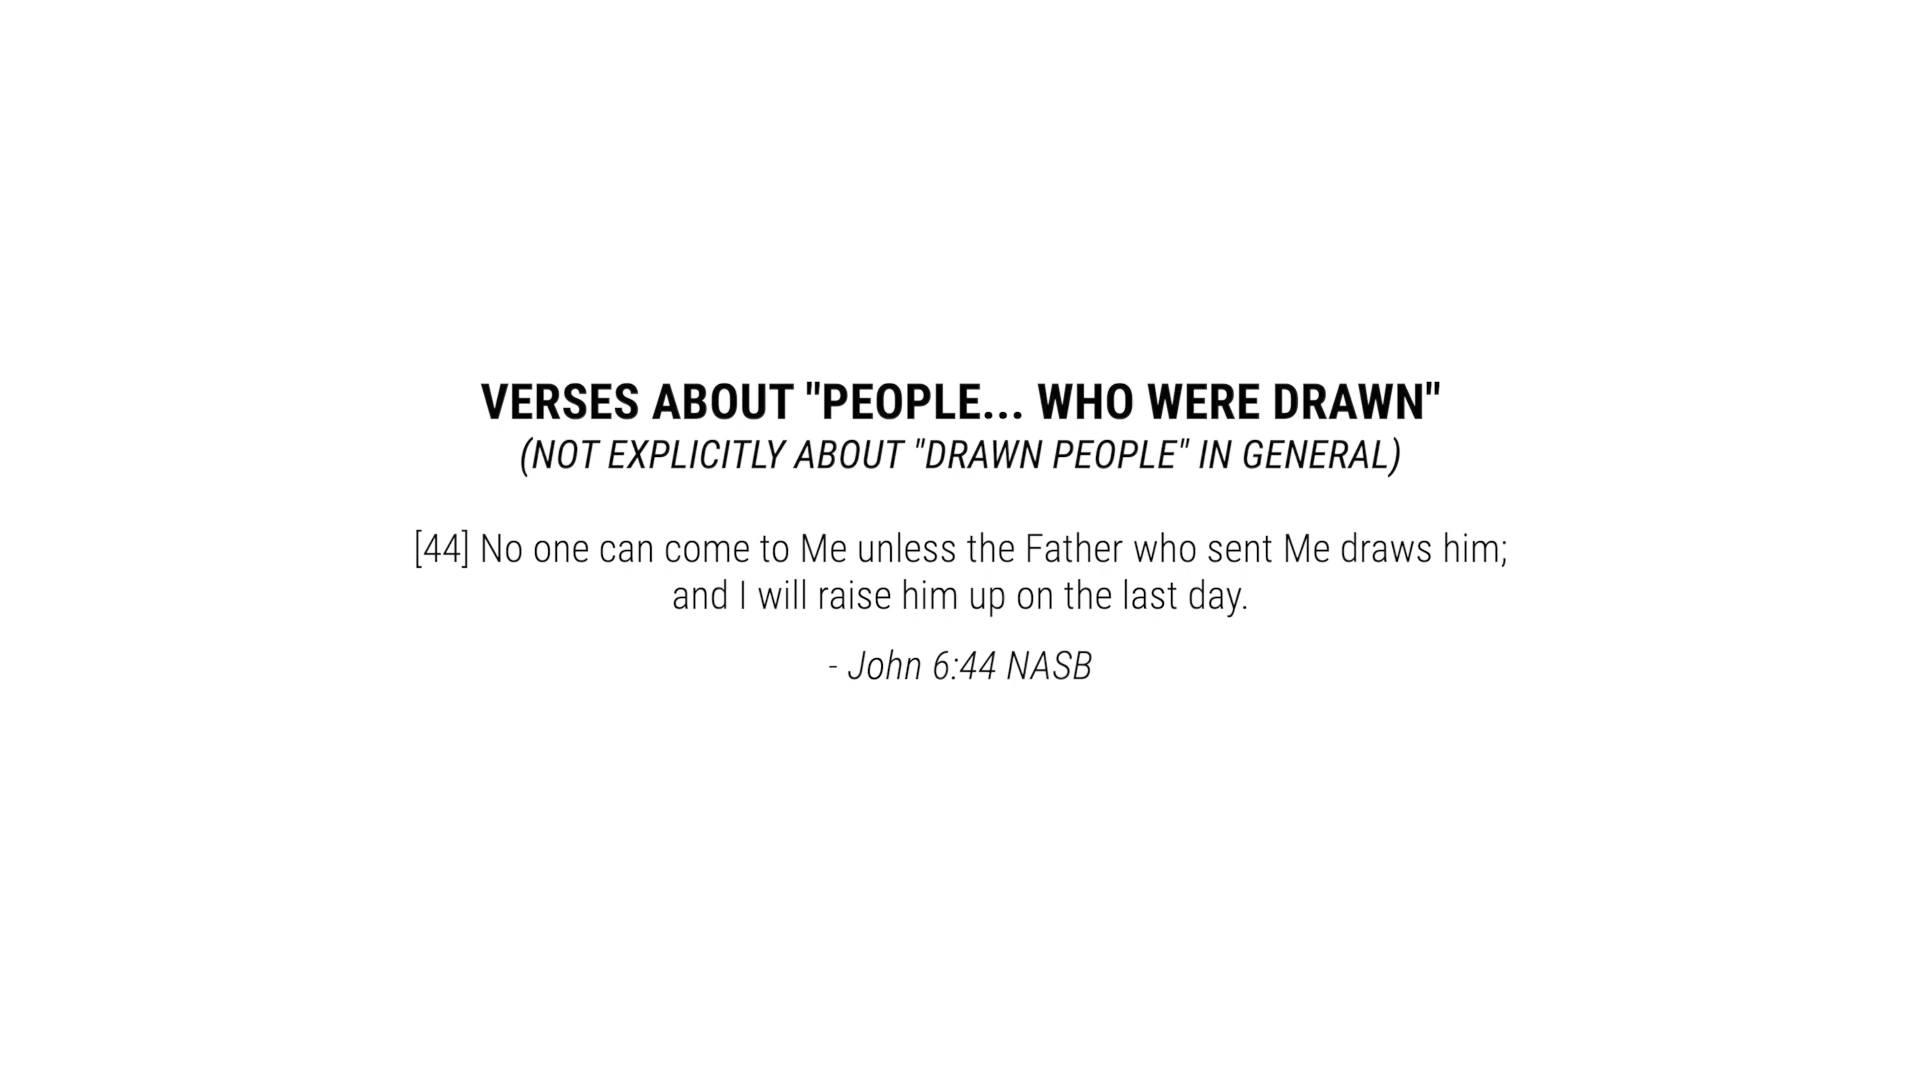 VERSES ABOUT "PEOPLE... WHO WERE DRAWN"
(NOT EXPLICITLY ABOUT "DRAWN PEOPLE" IN GENERAL)
[44] No one can come to Me unless the Father who sent Me draws him;
and I will raise him up on the last day.
- John 6:44 NASB